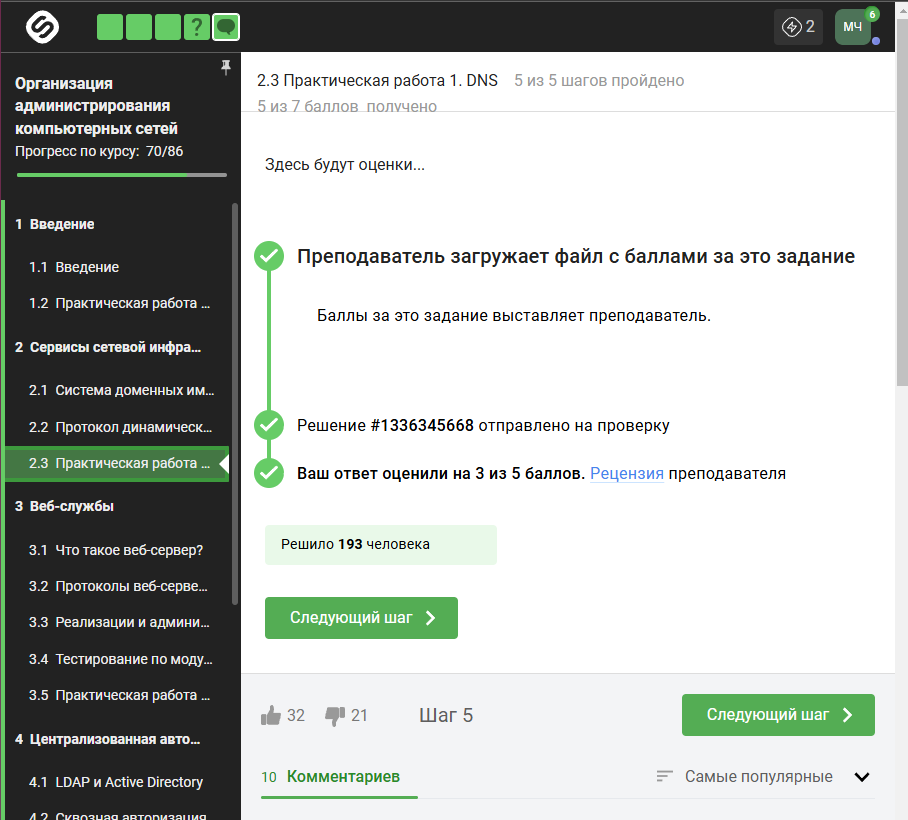 ?
2
МЧ
6
Организация
администрирования
компьютерных сетей
Прогресс по курсу: 70/86
1 Введение
1.1 Введение
1.2 Практическая работа ...
2 Сервисы сетевой инфра...
2.1 Система доменных им...
2.2 Протокол динамическ...
2.3 Практическая работа ...
3 Веб-службы
3.1 Что такое веб-сервер?
3.2 Протоколы веб-серве...
3.3 Реализации и админи...
3.4 Тестирование по моду...
3.5 Практическая работа ...
4 Централизованная авто...
4.1 LDAP и Active Directory
4.2 Сквозная авторизация
2.3 Практическая работа 1. DNS 5 из 5 шагов пройдено
5 из 7 баллов получено
Здесь будут оценки...
Преподаватель загружает файл с баллами за это задание
Баллы за это задание выставляет преподаватель.
Решение #1336345668 отправлено на проверку
Ваш ответ оценили на 3 из 5 баллов. Рецензия преподавателя
Решило 193 человека
Следующий шаг
32 21 Шаг 5 Следующий шаг
10 Комментариев Самые популярные